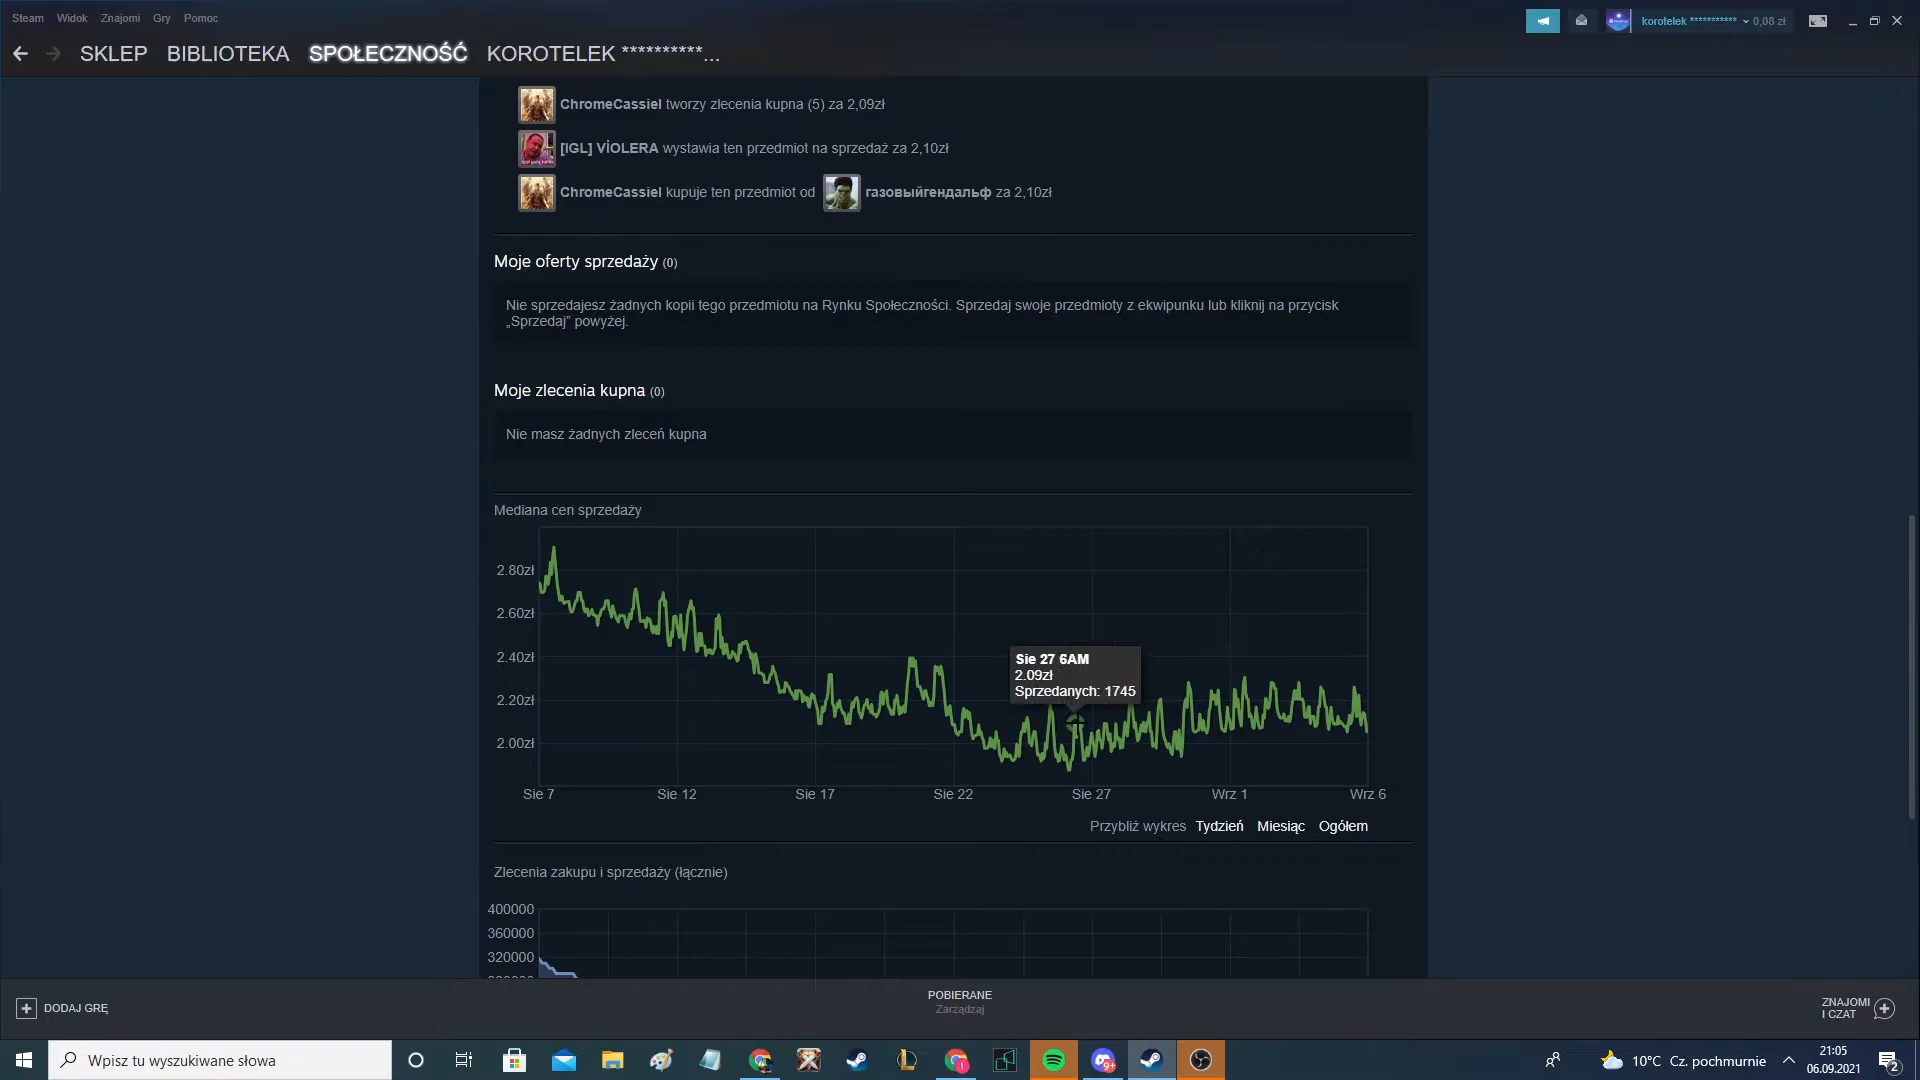 Steam Widok Znajomi Gry Pomoc
korotelek *********** 0,08 zł
SKLEP BIBLIOTEKA SPOŁECZNOŚĆ KOROTELEK **********...
ChromeCassiel tworzy zlecenia kupna (5) za 2,09zł
[IGL] VİOLERA wystawia ten przedmiot na sprzedaż za 2,10zł
ChromeCassiel kupuje ten przedmiot od газовыйгендальф za 2,10zł
Moje oferty sprzedaży (0)
Nie sprzedajesz żadnych kopii tego przedmiotu na Rynku Społeczności. Sprzedaj swoje przedmioty z ekwipunku lub kliknij na przycisk
„Sprzedaj” powyżej.
Moje zlecenia kupna (0)
Nie masz żadnych zleceń kupna
Mediana cen sprzedaży
2.80zł
2.60zł
2.40zł
2.20zł
2.00zł
Sie 27 6AM
2.09zł
Sprzedanych: 1745
Sie 7 Sie 12 Sie 17 Sie 22 Sie 27 Wrz 1 Wrz 6
Przybliż wykres Tydzień Miesiąc Ogółem
Zlecenia zakupu i sprzedaży (łącznie)
400000
360000
320000
DODAJ GRĘ
POBIERANE
Zarządzaj
ZNAJOMI
I CZAT
Wpisz tu wyszukiwane słowa
9+
10°C Cz. pochmurnie
21:05
06.09.2021
2